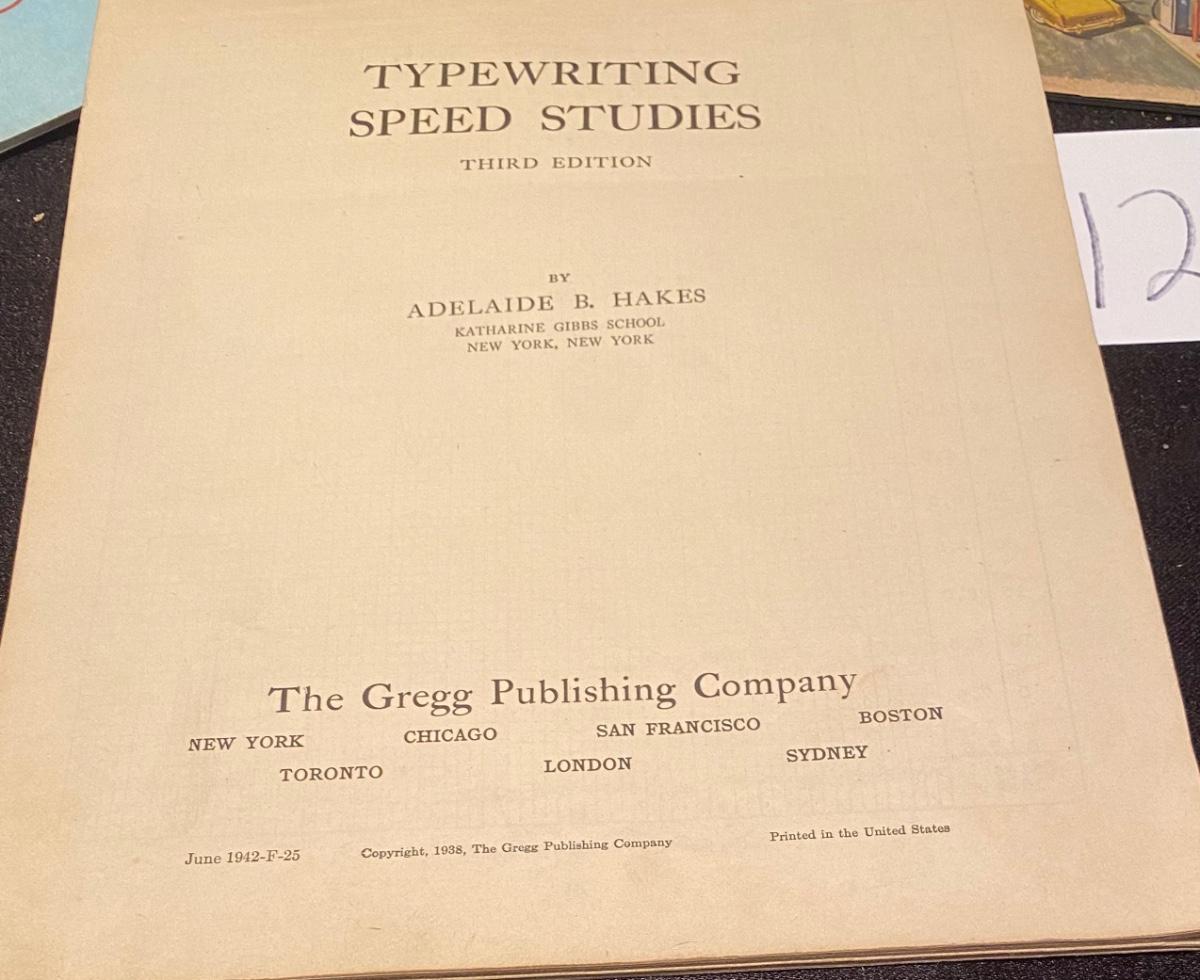 TYPEWRITING
SPEED STUDIES
THIRD EDITION
BY
ADELAIDE B. HAKES
KATHARINE GIBBS SCHOOL
NEW YORK, NEW YORK
The Gregg Publishing Company
NEW YORK CHICAGO SAN FRANCISCO BOSTON
TORONTO LONDON SYDNEY
June 1942-F-25 Copyright, 1938, The Gregg Publishing Company Printed in the United States
12